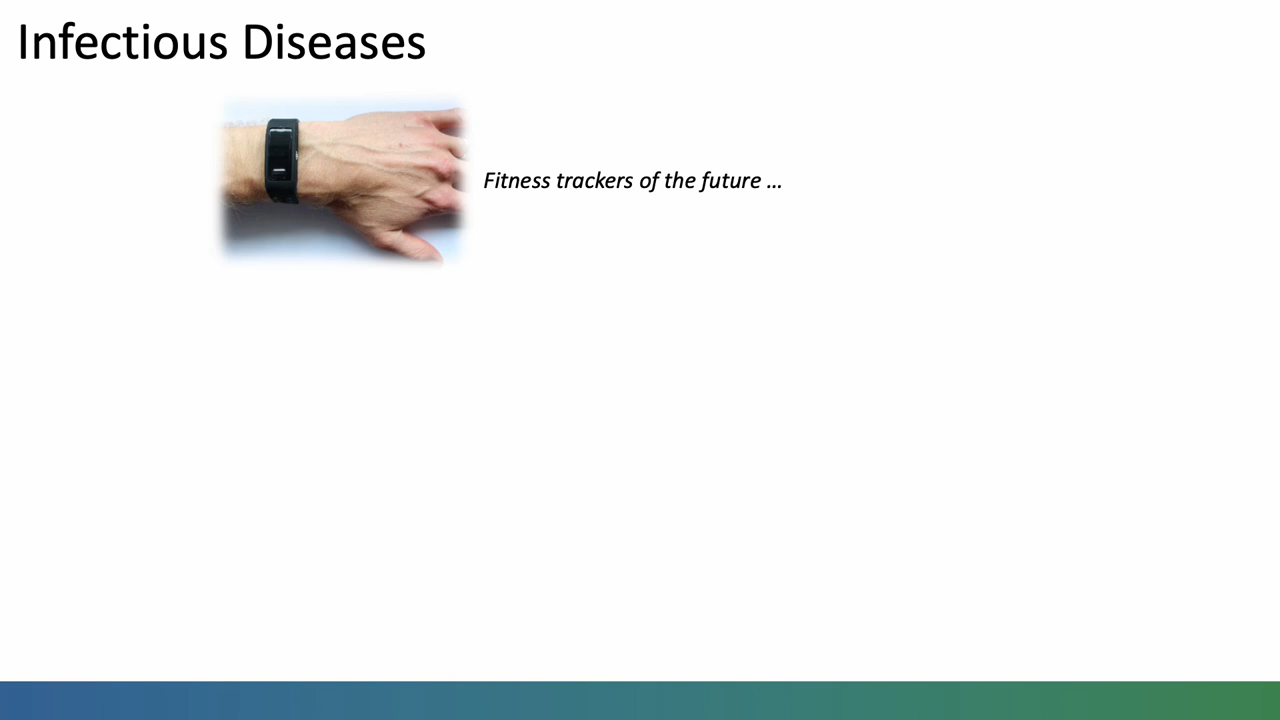 Infectious Diseases
Fitness trackers of the future …